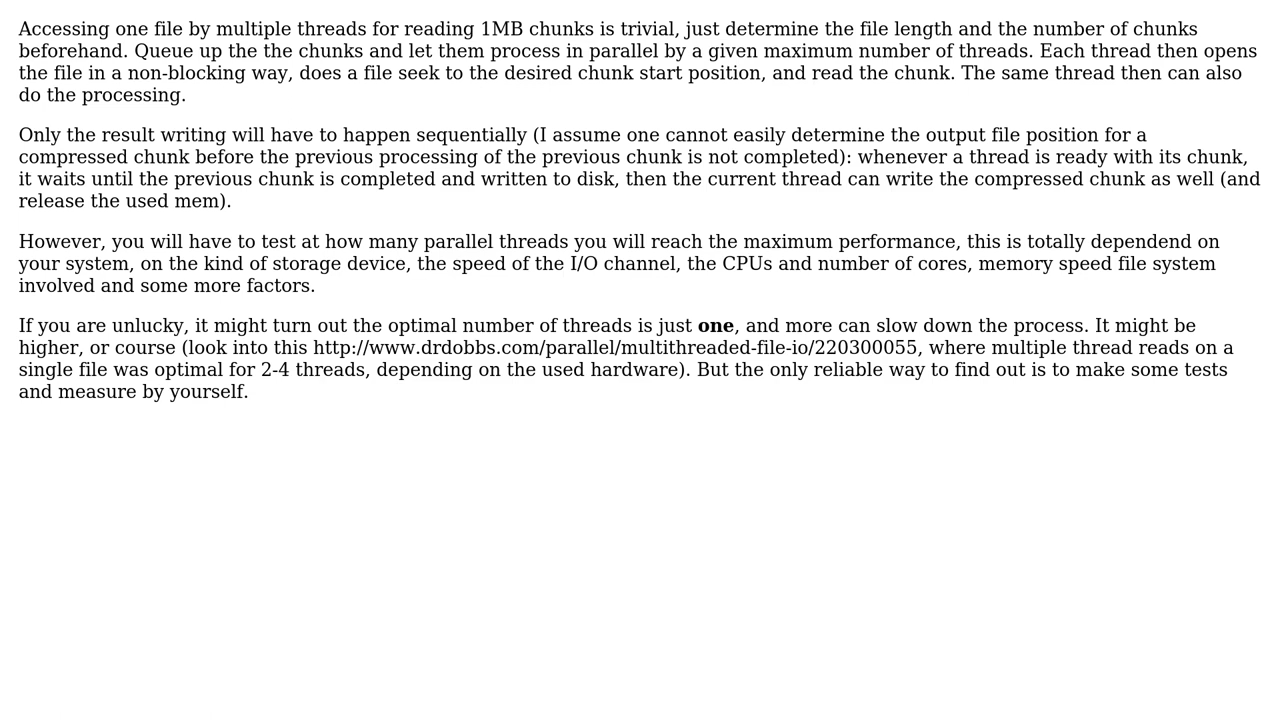 Accessing one file by multiple threads for reading 1MB chunks is trivial, just determine the file length and the number of chunks
beforehand. Queue up the the chunks and let them process in parallel by a given maximum number of threads. Each thread then opens
the file in a non-blocking way, does a file seek to the desired chunk start position, and read the chunk. The same thread then can also
do the processing.
Only the result writing will have to happen sequentially (I assume one cannot easily determine the output file position for a
compressed chunk before the previous processing of the previous chunk is not completed): whenever a thread is ready with its chunk,
it waits until the previous chunk is completed and written to disk, then the current thread can write the compressed chunk as well (and
release the used mem).
However, you will have to test at how many parallel threads you will reach the maximum performance, this is totally dependend on
your system, on the kind of storage device, the speed of the I/O channel, the CPUs and number of cores, memory speed file system
involved and some more factors.
If you are unlucky, it might turn out the optimal number of threads is just one, and more can slow down the process. It might be
higher, or course (look into this http://www.drdobbs.com/parallel/multithreaded-file-io/220300055, where multiple thread reads on a
single file was optimal for 2-4 threads, depending on the used hardware). But the only reliable way to find out is to make some tests
and measure by yourself.